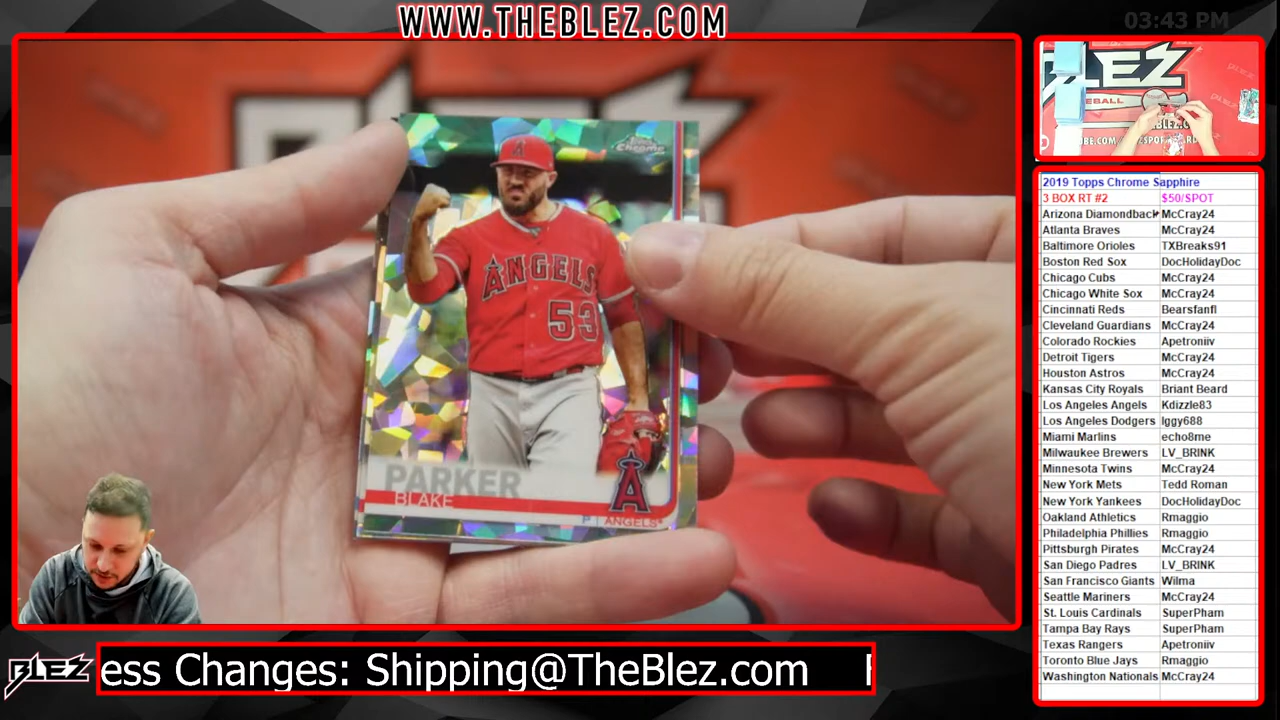 WWW.THEBLEZ.COM
03:43 PM
BLEZ
Topps Chrome
A
ANGELS
53
PARKER
BLAKE
A
P | ANGELS
2019 Topps Chrome Sapphire
3 BOX RT #2 $50/SPOT
Arizona Diamondback McCray24
Atlanta Braves McCray24
Baltimore Orioles TXBreaks91
Boston Red Sox DocHolidayDoc
Chicago Cubs McCray24
Chicago White Sox McCray24
Cincinnati Reds Bearsfanfl
Cleveland Guardians McCray24
Colorado Rockies Apetroniiv
Detroit Tigers McCray24
Houston Astros McCray24
Kansas City Royals Briant Beard
Los Angeles Angels Kdizzle83
Los Angeles Dodgers Iggy688
Miami Marlins echo8me
Milwaukee Brewers LV_BRINK
Minnesota Twins McCray24
New York Mets Tedd Roman
New York Yankees DocHolidayDoc
Oakland Athletics Rmaggio
Philadelphia Phillies Rmaggio
Pittsburgh Pirates McCray24
San Diego Padres LV_BRINK
San Francisco Giants Wilma
Seattle Mariners McCray24
St. Louis Cardinals SuperPham
Tampa Bay Rays SuperPham
Texas Rangers Apetroniiv
Toronto Blue Jays Rmaggio
Washington Nationals McCray24
BLEZ
ess Changes: Shipping@TheBlez.com